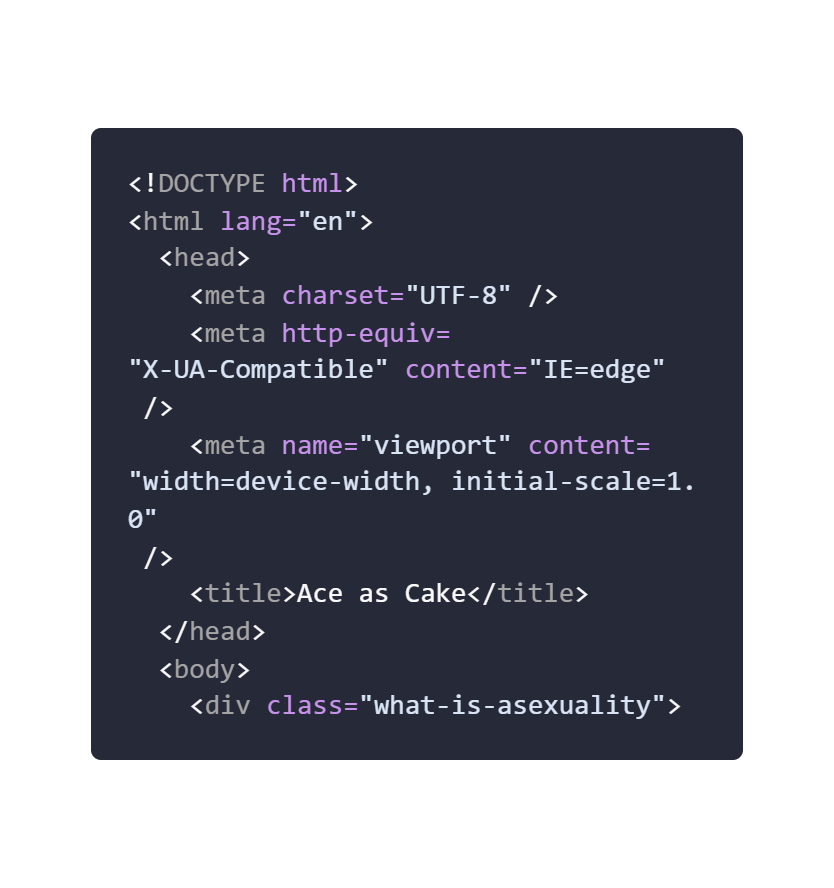 <!DOCTYPE html>
<html lang="en">
  <head>
    <meta charset="UTF-8" />
    <meta http-equiv=
"X-UA-Compatible" content="IE=edge"
 />
    <meta name="viewport" content=
"width=device-width, initial-scale=1.
0"
 />
    <title>Ace as Cake</title>
  </head>
  <body>
    <div class="what-is-asexuality">